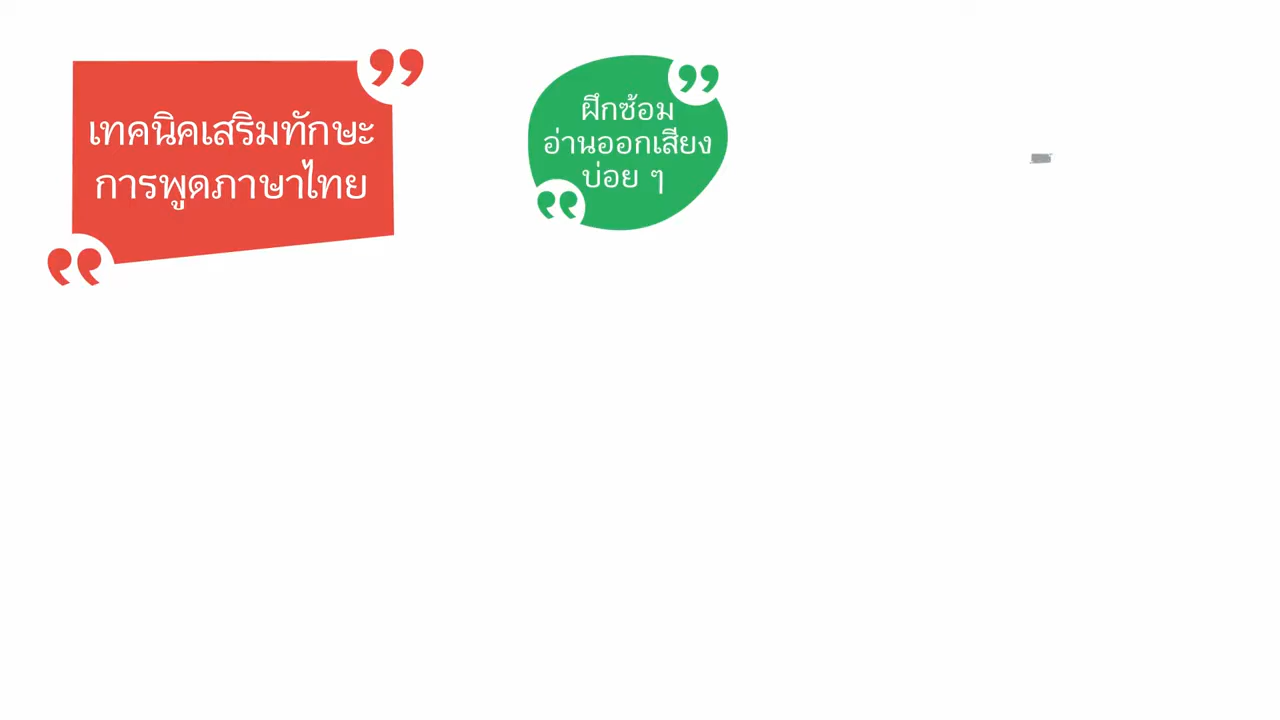 เทคนิคเสริมทักษะ
การพูดภาษาไทย
ฝึกซ้อม
อ่านออกเสียง
บ่อย ๆ